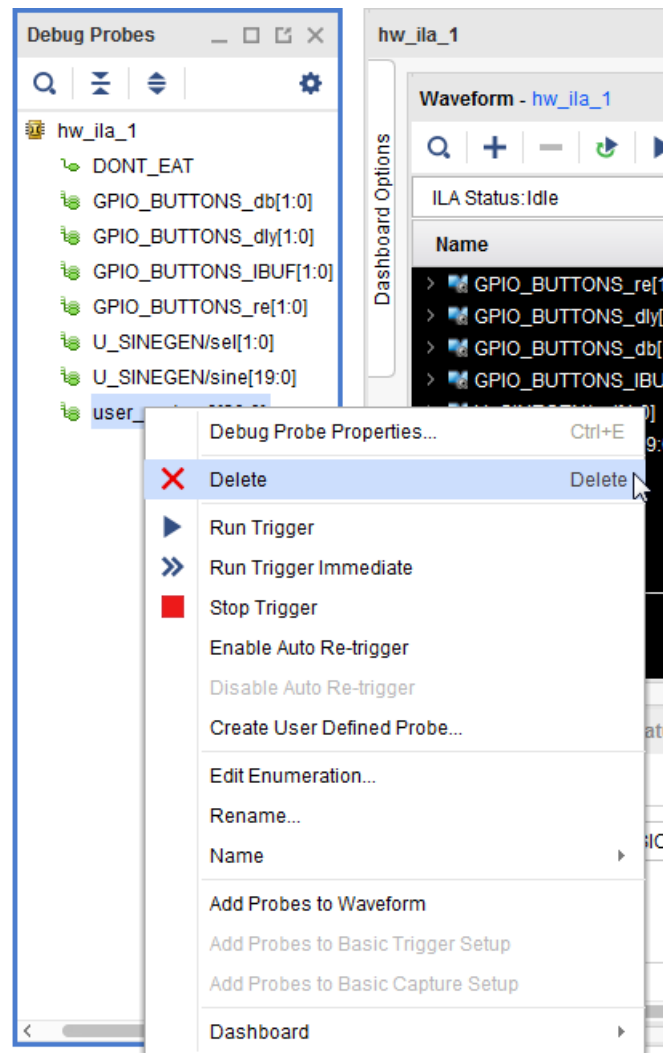 Debug Probes
hw_ila_1
DONT_EAT
GPIO_BUTTONS_db[1:0]
GPIO_BUTTONS_dly[1:0]
GPIO_BUTTONS_IBUF[1:0]
GPIO_BUTTONS_re[1:0]
U_SINEGEN/sel[1:0]
U_SINEGEN/sine[19:0]
user_
Debug Probe Properties... Ctrl+E
Delete Delete
Run Trigger
Run Trigger Immediate
Stop Trigger
Enable Auto Re-trigger
Disable Auto Re-trigger
Create User Defined Probe...
Edit Enumeration...
Rename...
Name
Add Probes to Waveform
Add Probes to Basic Trigger Setup
Add Probes to Basic Capture Setup
Dashboard
hw_ila_1
Dashboard Options
Waveform - hw_ila_1
ILA Status:Idle
Name
GPIO_BUTTONS_re[1
GPIO_BUTTONS_dly[
GPIO_BUTTONS_db[
GPIO_BUTTONS_IBU